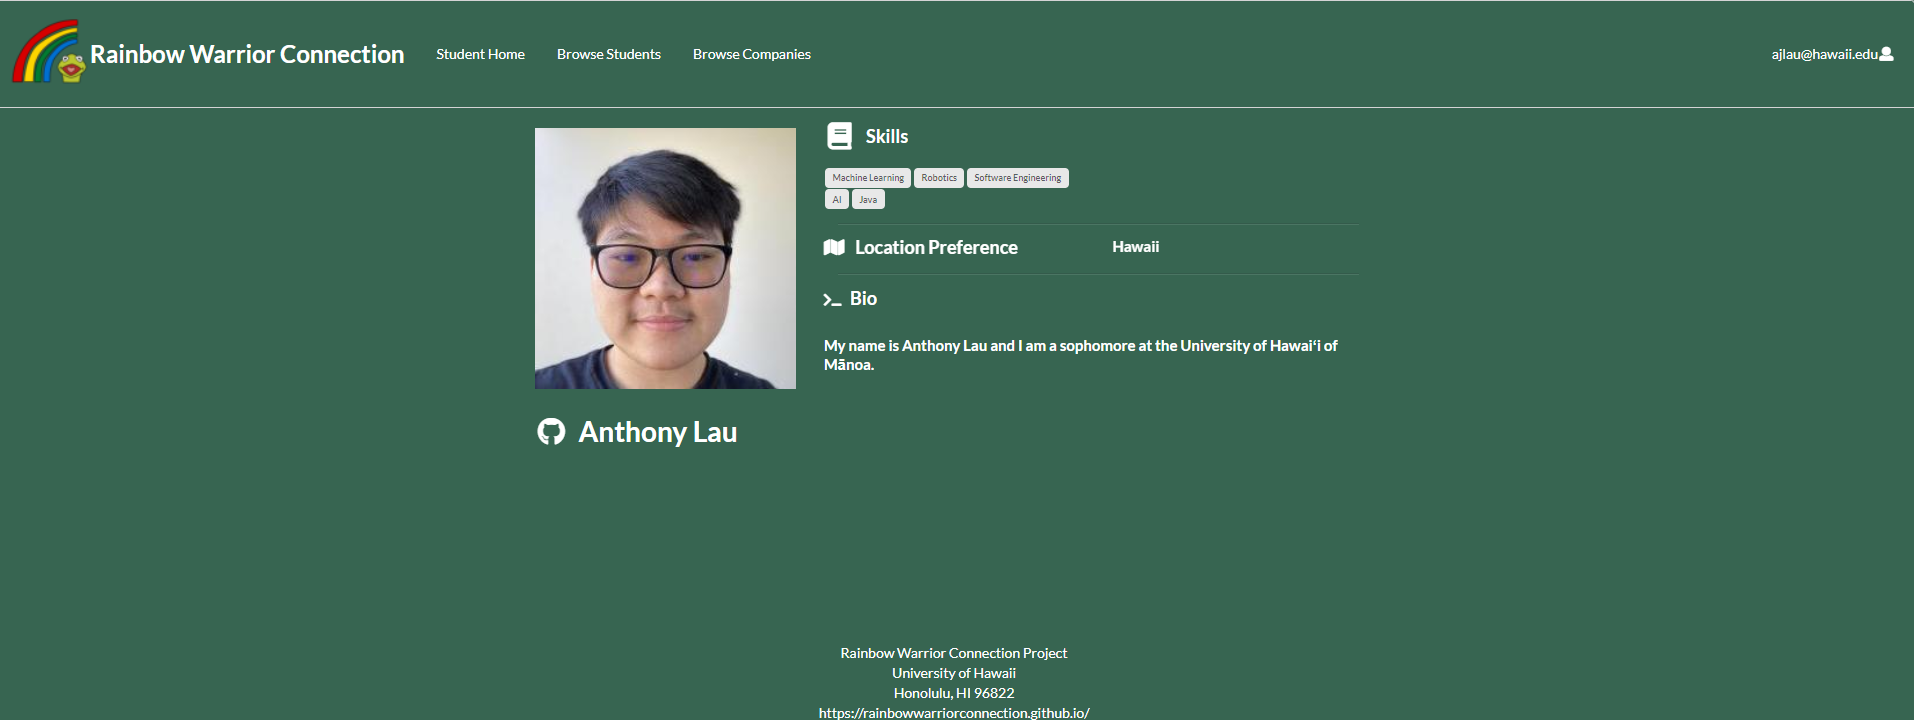 Rainbow Warrior Connection
Student Home
Browse Students
Browse Companies
ajlau@hawaii.edu
Skills
Machine Learning Robotics Software Engineering
AI Java
Location Preference
Hawaii
Bio
My name is Anthony Lau and I am a sophomore at the University of Hawaiʻi of
Mānoa.
Anthony Lau
Rainbow Warrior Connection Project
University of Hawaii
Honolulu, HI 96822
https://rainbowwarriorconnection.github.io/